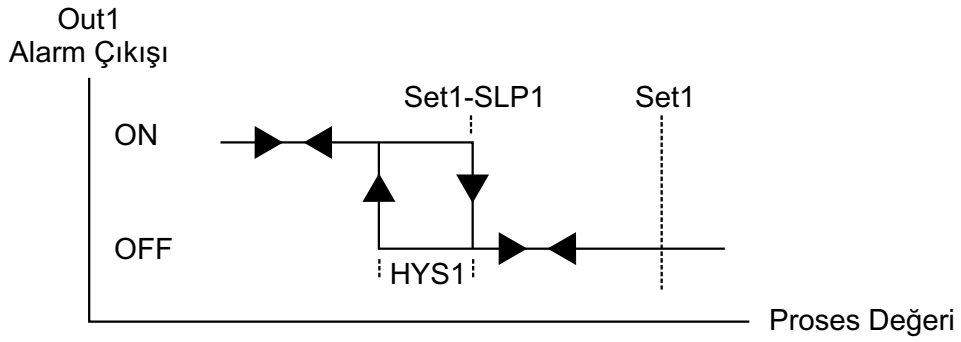 Out1
Alarm Çıkışı
Set1-SLP1
Set1
ON
OFF
HYS1
Proses Değeri